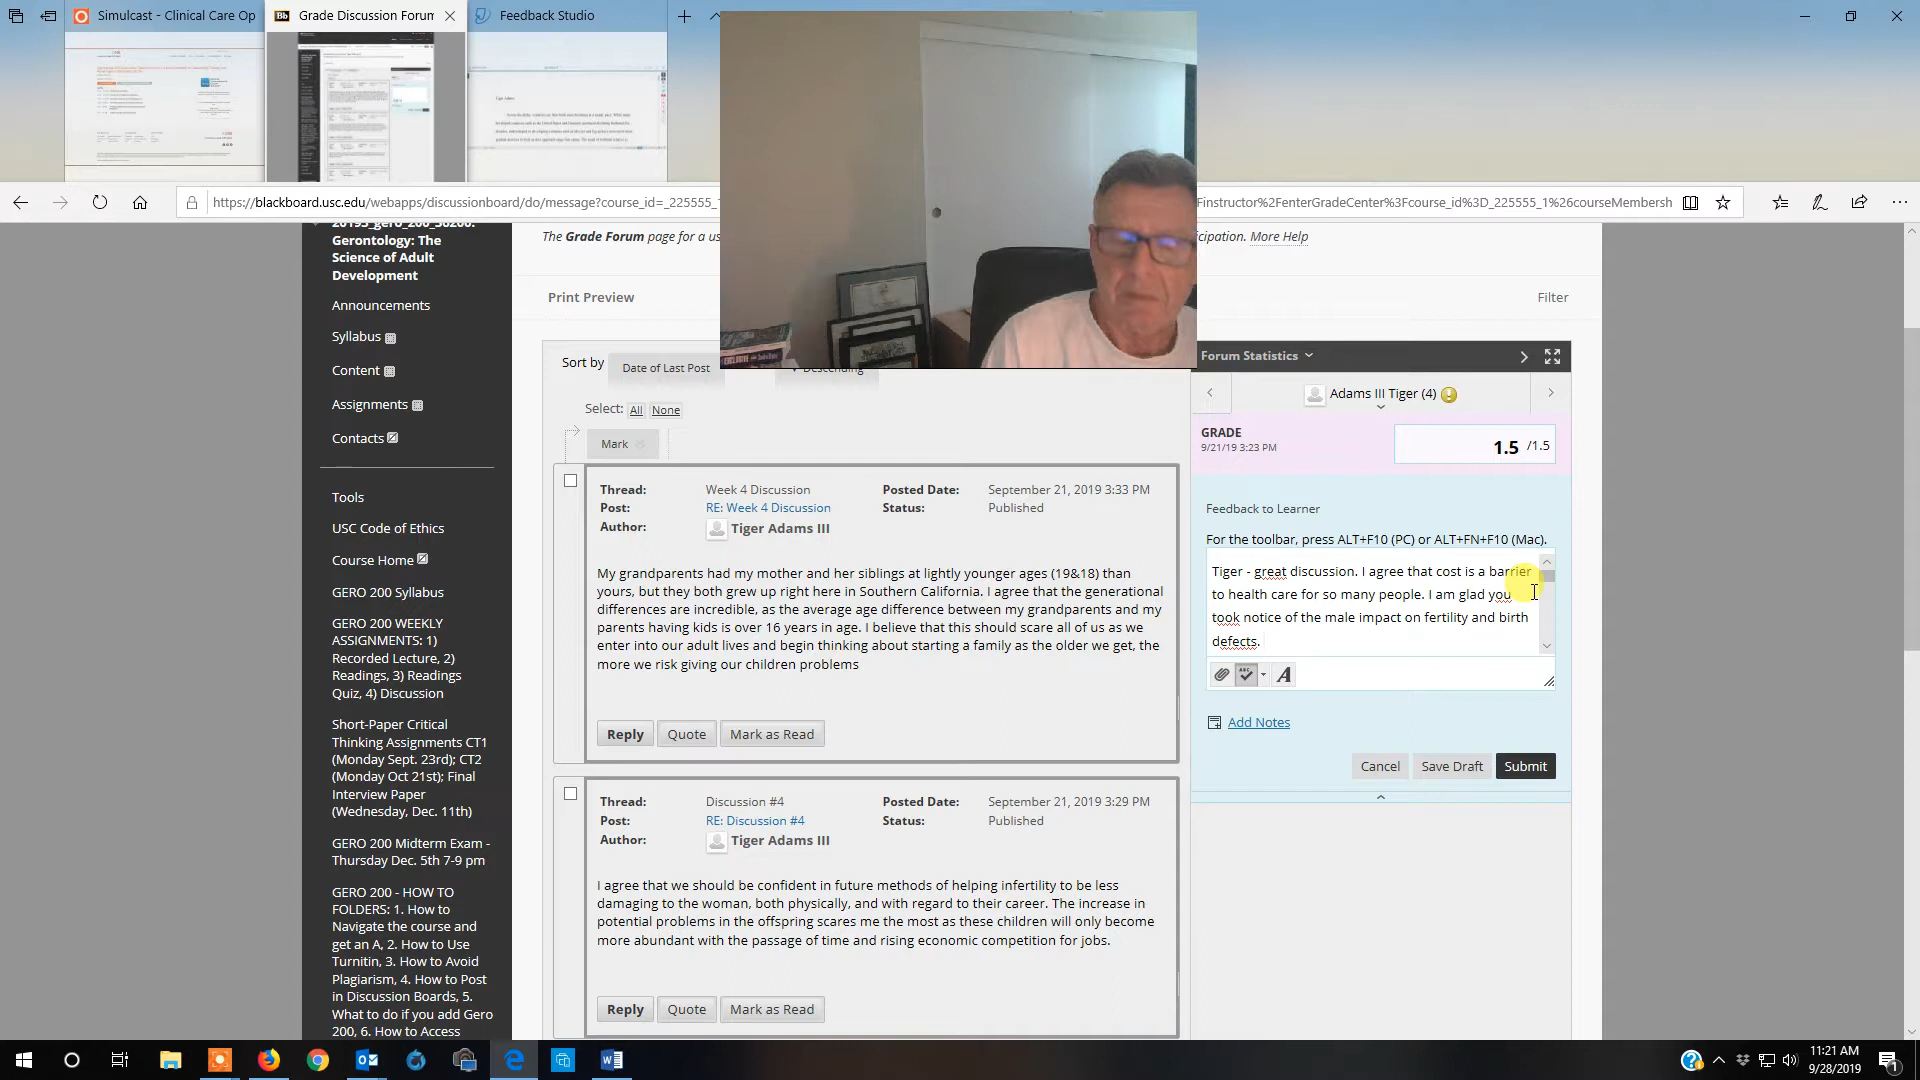 Simulcast - Clinical Care Op
Grade Discussion Forum
Feedback Studio
https://blackboard.usc.edu/webapps/discussionboard/do/message?course_id=_225555_1
instructor%2FenterGradeCenter%3Fcourse_id%3D_225555_1%26courseMembersh
20193_gero_200_36200:
Gerontology: The
Science of Adult
Development
Announcements
Syllabus
Content
Assignments
Contacts
Tools
USC Code of Ethics
Course Home
GERO 200 Syllabus
GERO 200 WEEKLY
ASSIGNMENTS: 1)
Recorded Lecture, 2)
Readings, 3) Readings
Quiz, 4) Discussion
Short-Paper Critical
Thinking Assignments CT1
(Monday Sept. 23rd); CT2
(Monday Oct 21st); Final
Interview Paper
(Wednesday, Dec. 11th)
GERO 200 Midterm Exam -
Thursday Dec. 5th 7-9 pm
GERO 200 - HOW TO
FOLDERS: 1. How to
Navigate the course and
get an A, 2. How to Use
Turnitin, 3. How to Avoid
Plagiarism, 4. How to Post
in Discussion Boards, 5.
What to do if you add Gero
200, 6. How to Access
The Grade Forum page for a us
cipation. More Help
Print Preview
Filter
Sort by
Date of Last Post
Descending
Select: All None
Mark
Thread: Week 4 Discussion Posted Date: September 21, 2019 3:33 PM
Post: RE: Week 4 Discussion Status: Published
Author: Tiger Adams III
My grandparents had my mother and her siblings at lightly younger ages (19&18) than
yours, but they both grew up right here in Southern California. I agree that the generational
differences are incredible, as the average age difference between my grandparents and my
parents having kids is over 16 years in age. I believe that this should scare all of us as we
enter into our adult lives and begin thinking about starting a family as the older we get, the
more we risk giving our children problems
Reply Quote Mark as Read
Thread: Discussion #4 Posted Date: September 21, 2019 3:29 PM
Post: RE: Discussion #4 Status: Published
Author: Tiger Adams III
I agree that we should be confident in future methods of helping infertility to be less
damaging to the woman, both physically, and with regard to their career. The increase in
potential problems in the offspring scares me the most as these children will only become
more abundant with the passage of time and rising economic competition for jobs.
Reply Quote Mark as Read
Forum Statistics
Adams III Tiger (4)
GRADE
9/21/19 3:23 PM
1.5 /1.5
Feedback to Learner
For the toolbar, press ALT+F10 (PC) or ALT+FN+F10 (Mac).
Tiger - great discussion. I agree that cost is a barrier
to health care for so many people. I am glad you
took notice of the male impact on fertility and birth
defects.
Add Notes
Cancel Save Draft Submit
11:21 AM
9/28/2019